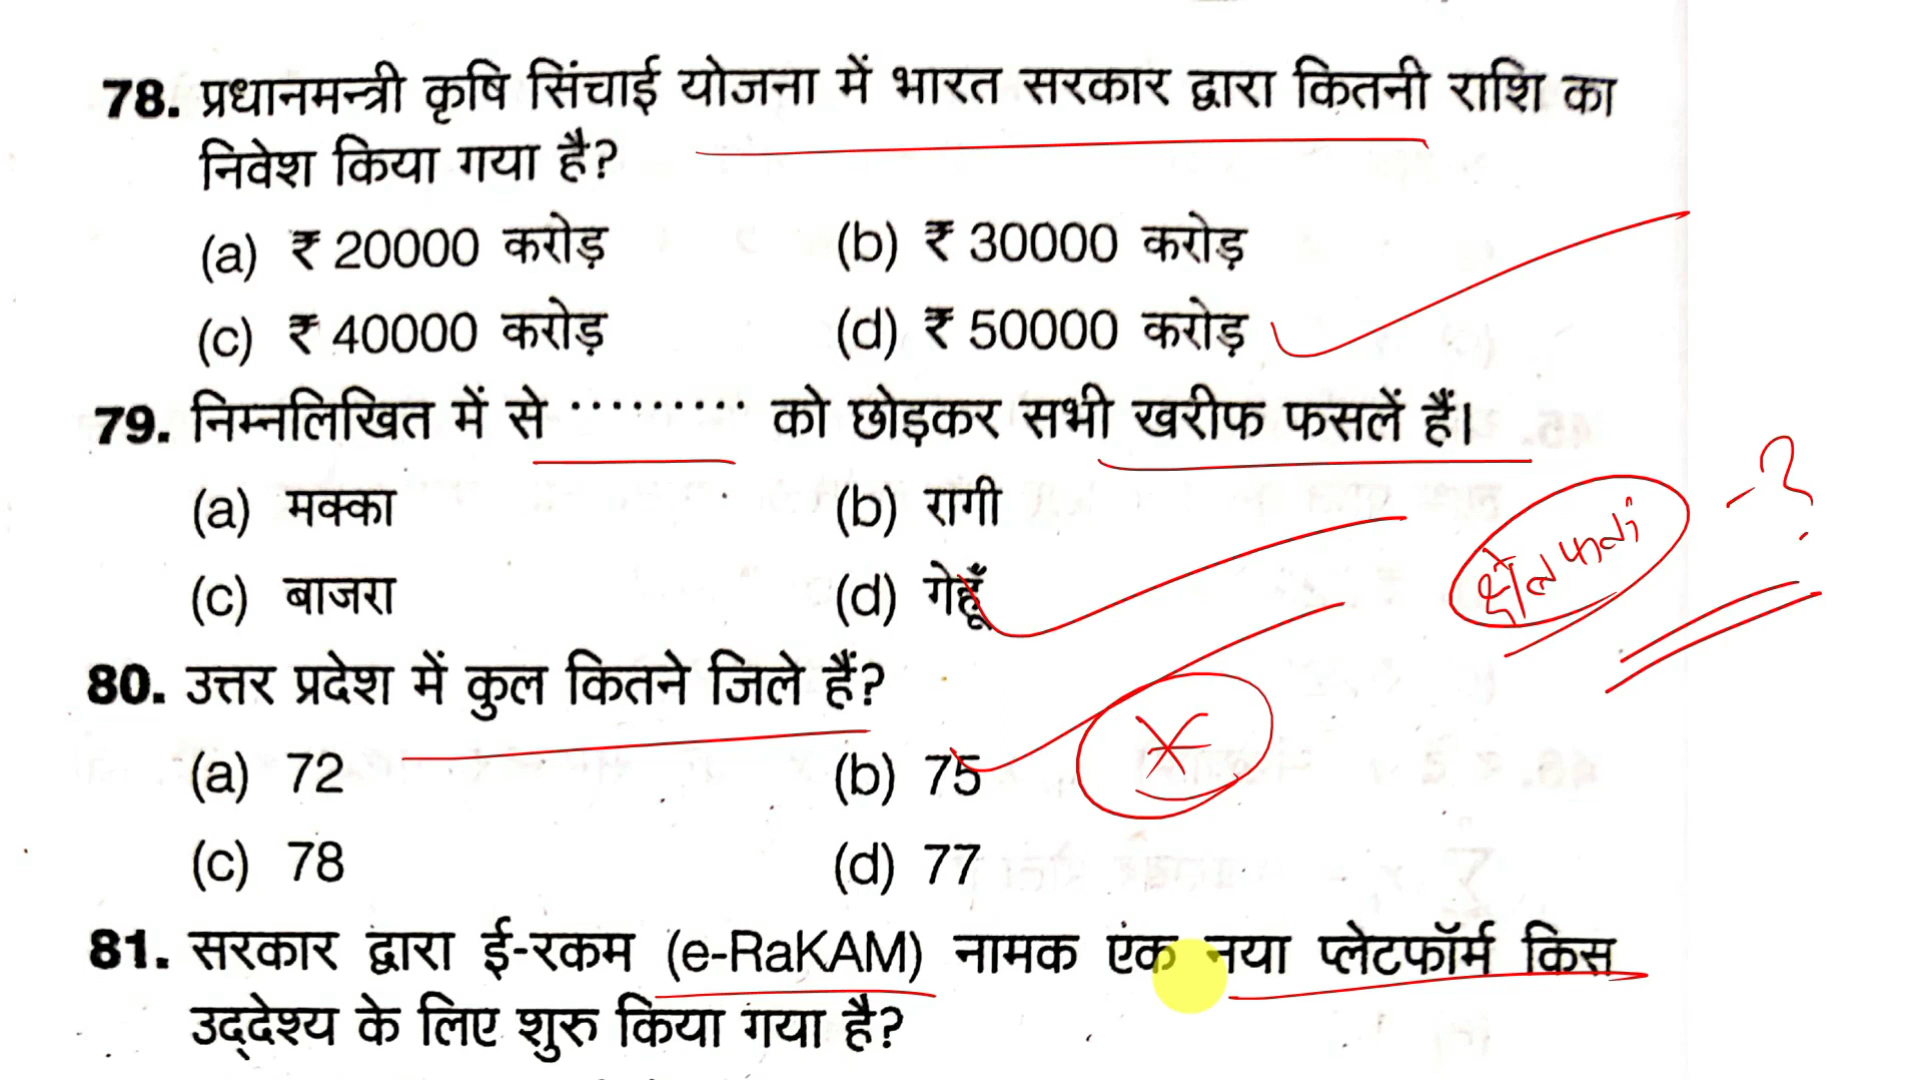 78. प्रधानमन्त्री कृषि सिंचाई योजना में भारत सरकार द्वारा कितनी राशि का
निवेश किया गया है?
(a) ₹ 20000 करोड़ (b) ₹ 30000 करोड़
(c) ₹ 40000 करोड़ (d) ₹ 50000 करोड़
79. निम्नलिखित में से ········· को छोड़कर सभी खरीफ फसलें हैं।
(a) मक्का (b) रागी
(c) बाजरा (d) गेहूँ
80. उत्तर प्रदेश में कुल कितने जिले हैं?
(a) 72 (b) 75
(c) 78 (d) 77
81. सरकार द्वारा ई-रकम (e-RaKAM) नामक एक नया प्लेटफॉर्म किस
उद्देश्य के लिए शुरु किया गया है?